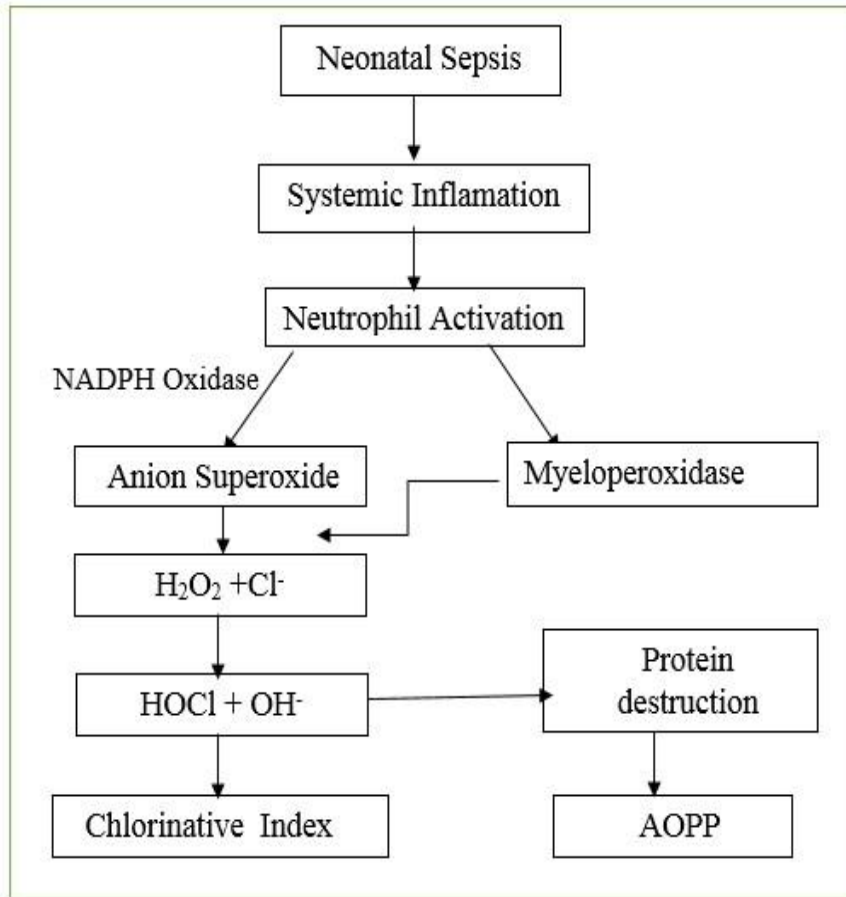 Neonatal Sepsis
Systemic Inflamation
Neutrophil Activation
NADPH Oxidase
Anion Superoxide
Myeloperoxidase
H₂O₂ +Cl⁻
HOCl + OH⁻
Protein
destruction
Chlorinative Index
AOPP